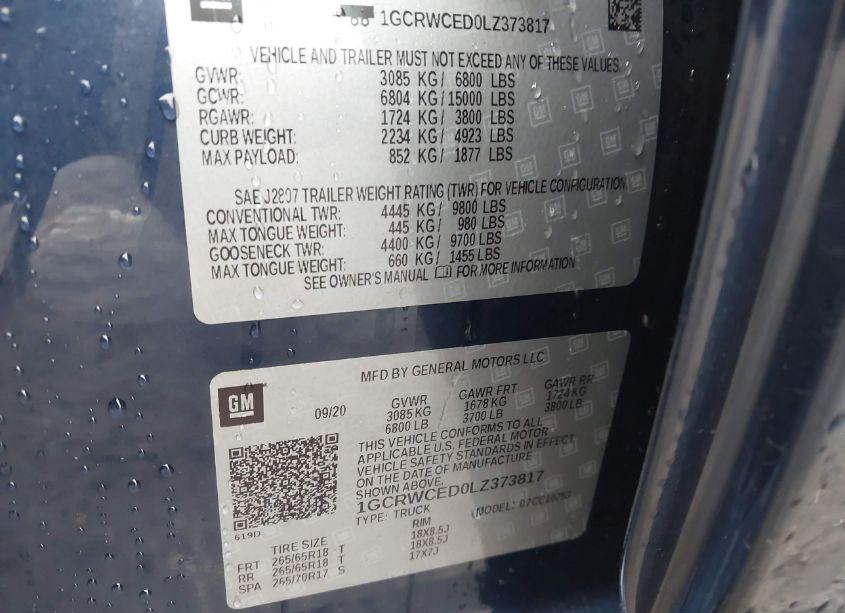 GM
1GCRWCED0LZ373817
VEHICLE AND TRAILER MUST NOT EXCEED ANY OF THESE VALUES
GVWR: 3085 KG / 6800 LBS
GCWR: 6804 KG / 15000 LBS
RGAWR: 1724 KG / 3800 LBS
CURB WEIGHT: 2234 KG / 4923 LBS
MAX PAYLOAD: 852 KG / 1877 LBS
SAE J2807 TRAILER WEIGHT RATING (TWR) FOR VEHICLE CONFIGURATION
CONVENTIONAL TWR: 4445 KG / 9800 LBS
MAX TONGUE WEIGHT: 445 KG / 980 LBS
GOOSENECK TWR: 4400 KG / 9700 LBS
MAX TONGUE WEIGHT: 660 KG / 1455 LBS
SEE OWNER'S MANUAL FOR MORE INFORMATION
MFD BY GENERAL MOTORS LLC
GM
09/20
GVWR GAWR FRT GAWR RR
3085 KG 1678 KG 1724 KG
6800 LB 3700 LB 3800 LB
THIS VEHICLE CONFORMS TO ALL
APPLICABLE U.S. FEDERAL MOTOR
VEHICLE SAFETY STANDARDS IN EFFECT
ON THE DATE OF MANUFACTURE
SHOWN ABOVE.
1GCRWCED0LZ373817
TYPE: TRUCK MODEL:
619D
TIRE SIZE RIM
FRT 265/65R18 T 18X8.5J
RR 265/65R18 T 18X8.5J
SPA 265/70R17 S 17X7J
A